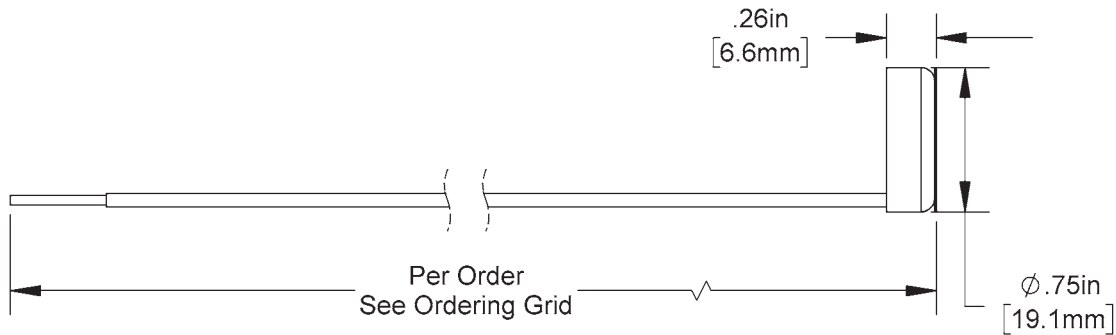 .26in
[6.6mm]
Per Order
See Ordering Grid
⌀.75in
[19.1mm]